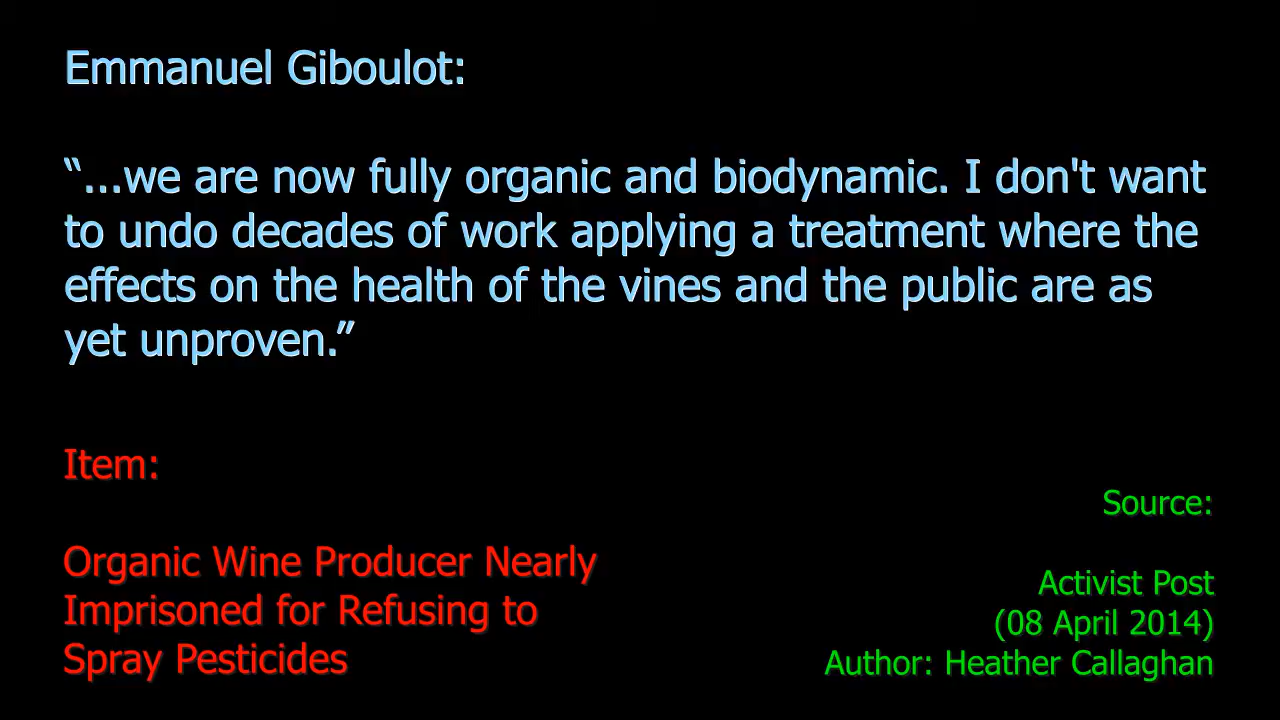 Emmanuel Giboulot:
“...we are now fully organic and biodynamic. I don't want
to undo decades of work applying a treatment where the
effects on the health of the vines and the public are as
yet unproven.”
Item:
Organic Wine Producer Nearly
Imprisoned for Refusing to
Spray Pesticides
Source:
Activist Post
(08 April 2014)
Author: Heather Callaghan